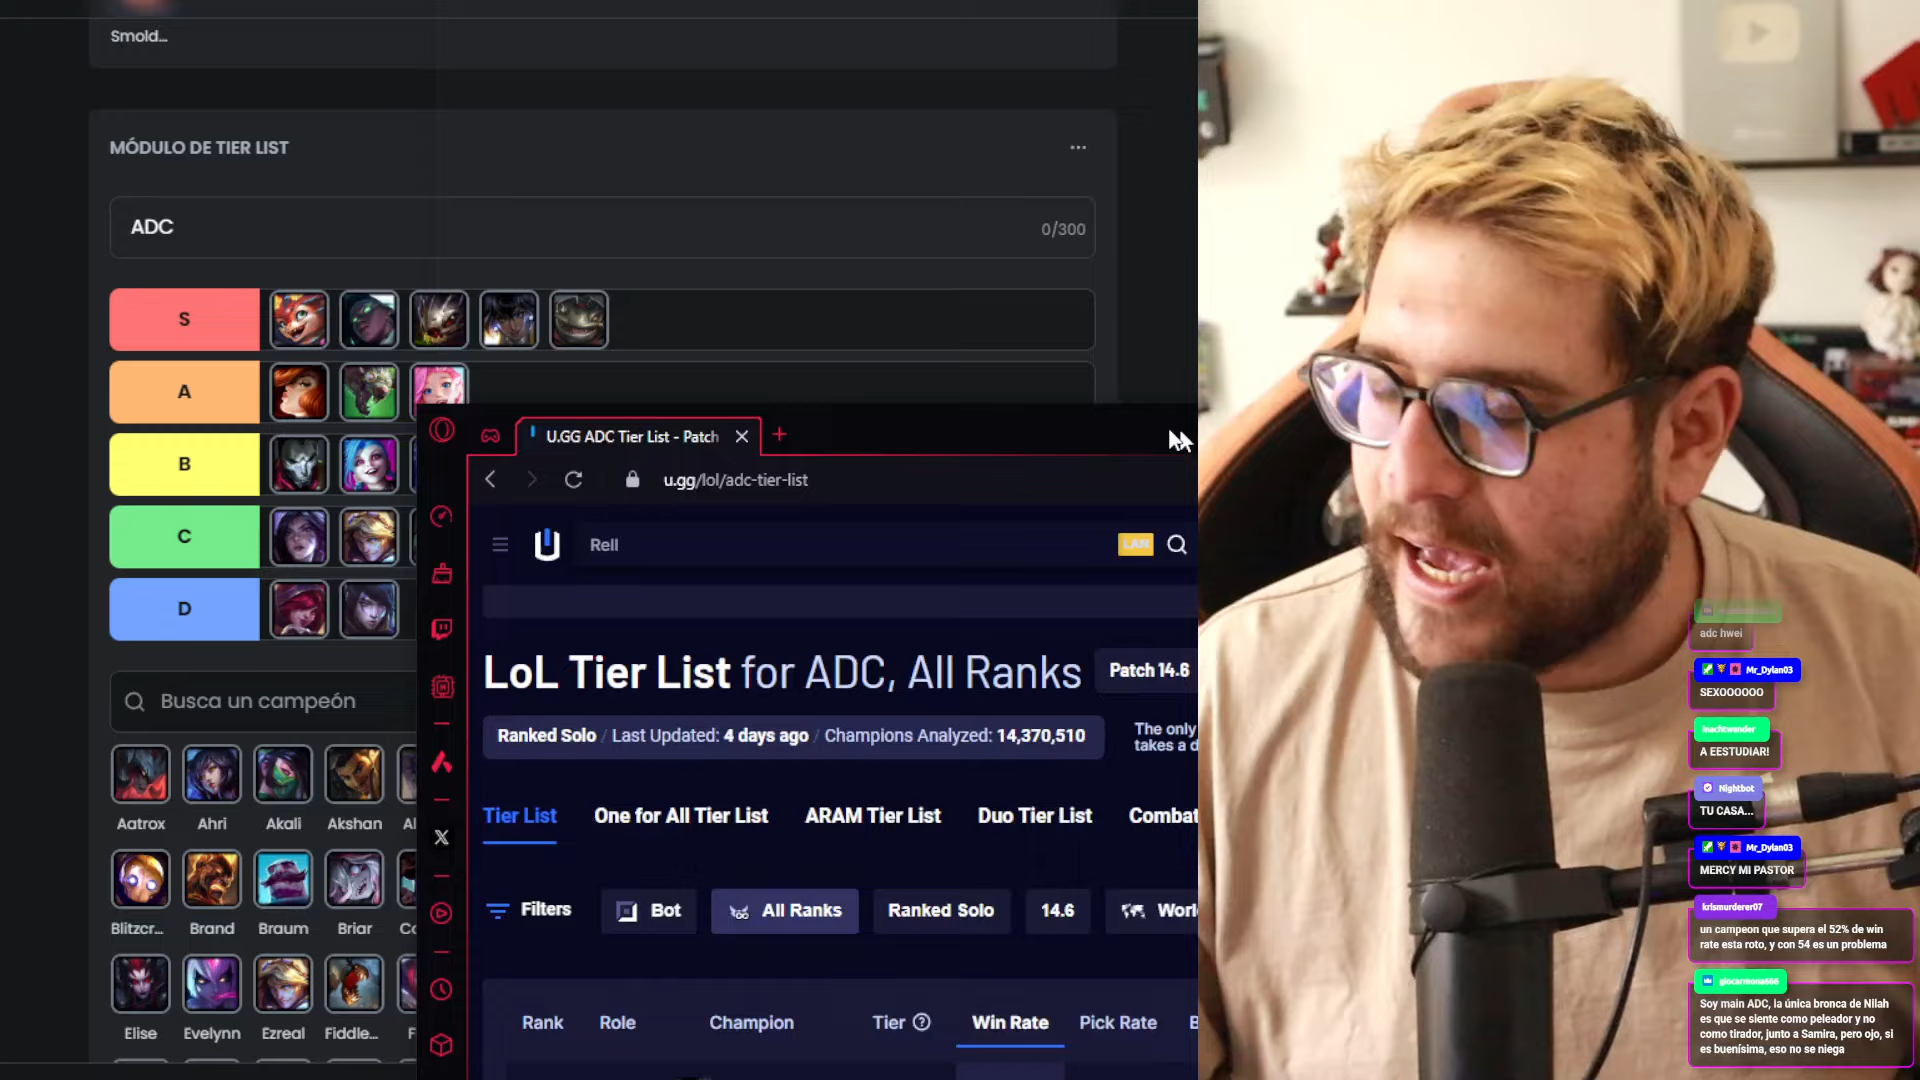 Smold...
MÓDULO DE TIER LIST
ADC
0/300
S
A
B
C
D
Busca un campeón
Aatrox
Ahri
Akali
Akshan
Blitzcr...
Brand
Braum
Briar
Elise
Evelynn
Ezreal
Fiddle...
U.GG ADC Tier List - Patch
u.gg/lol/adc-tier-list
Rell
LAN
LoL Tier List for ADC, All Ranks
Patch 14.6
Ranked Solo / Last Updated: 4 days ago / Champions Analyzed: 14,370,510
The only
takes a d
Tier List
One for All Tier List
ARAM Tier List
Duo Tier List
Combat
Filters
Bot
All Ranks
Ranked Solo
14.6
Worl
Rank
Role
Champion
Tier
Win Rate
Pick Rate
B
adc hwei
Mr_Dylan03
SEXOOOOOO
A EESTUDIAR!
Nightbot
TU CASA...
Mr_Dylan03
MERCY MI PASTOR
krismurderer07
un campeon que supera el 52% de win
rate esta roto, y con 54 es un problema
giocarmona666
Soy main ADC, la única bronca de Nilah
es que se siente como peleador y no
como tirador, junto a Samira, pero ojo, si
es buenísima, eso no se niega